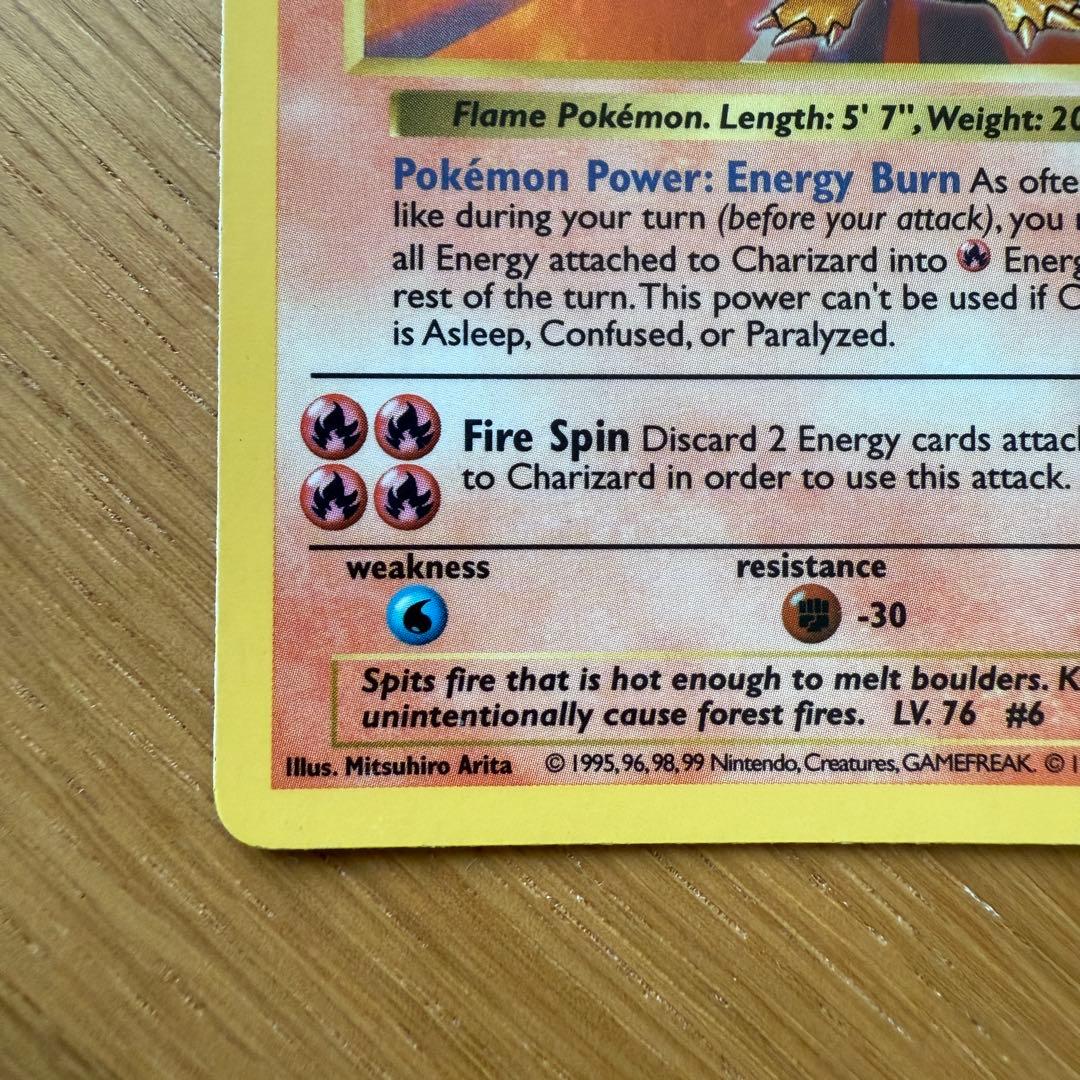 Flame Pokémon. Length: 5' 7", Weight: 20
Pokémon Power: Energy Burn As ofte
like during your turn (before your attack), you
all Energy attached to Charizard into Energ
rest of the turn. This power can't be used if C
is Asleep, Confused, or Paralyzed.
Fire Spin Discard 2 Energy cards attac
to Charizard in order to use this attack.
weakness resistance
-30
Spits fire that is hot enough to melt boulders. K
unintentionally cause forest fires. LV. 76 #6
Illus. Mitsuhiro Arita © 1995, 96, 98, 99 Nintendo, Creatures, GAMEFREAK. © 1